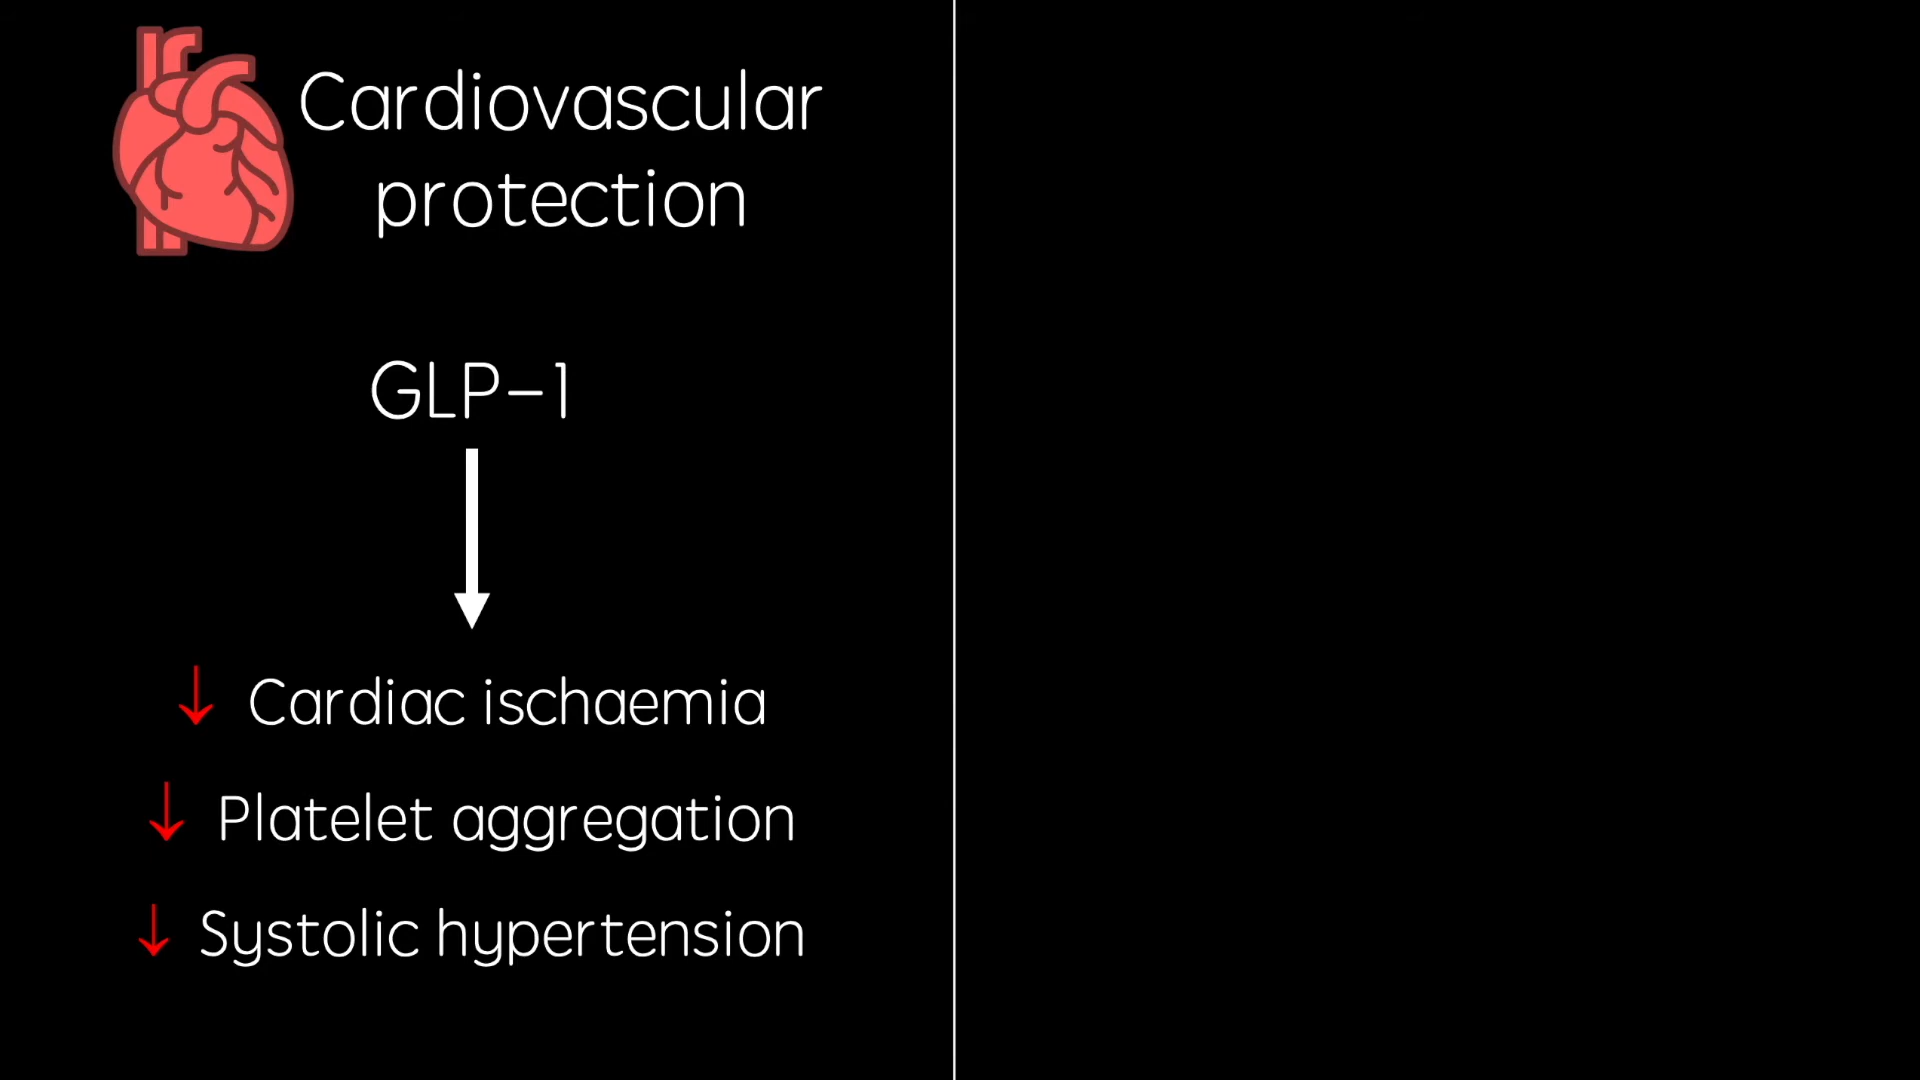 Cardiovascular
protection
GLP-1
↓ Cardiac ischaemia
↓ Platelet aggregation
↓ Systolic hypertension